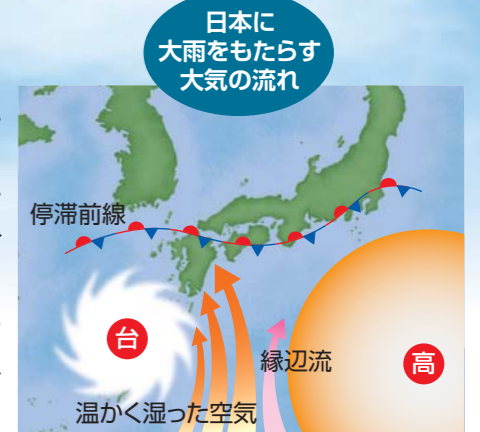 日本に
大雨をもたらす
大気の流れ
停滞前線
台
縁辺流
高
温かく湿った空気